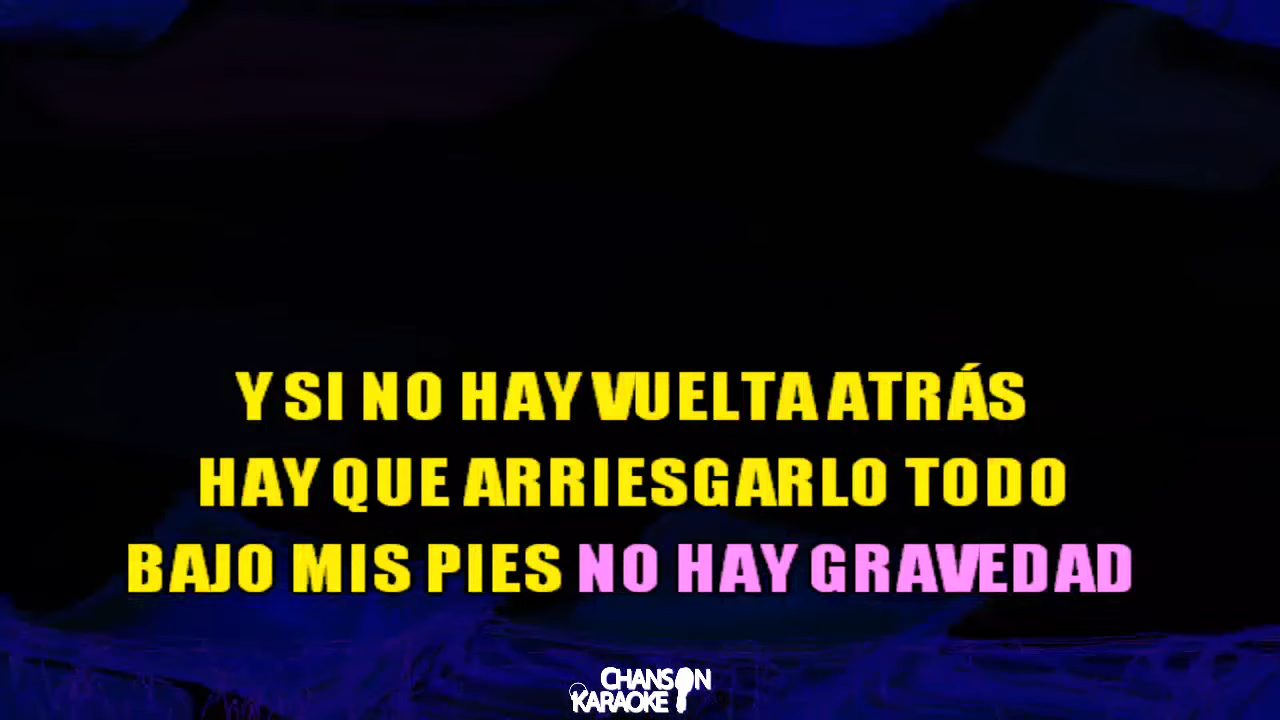 Y SI NO HAY VUELTA ATRÁS
HAY QUE ARRIESGARLO TODO
BAJO MIS PIES NO HAY GRAVEDAD
CHANSON
KARAOKE